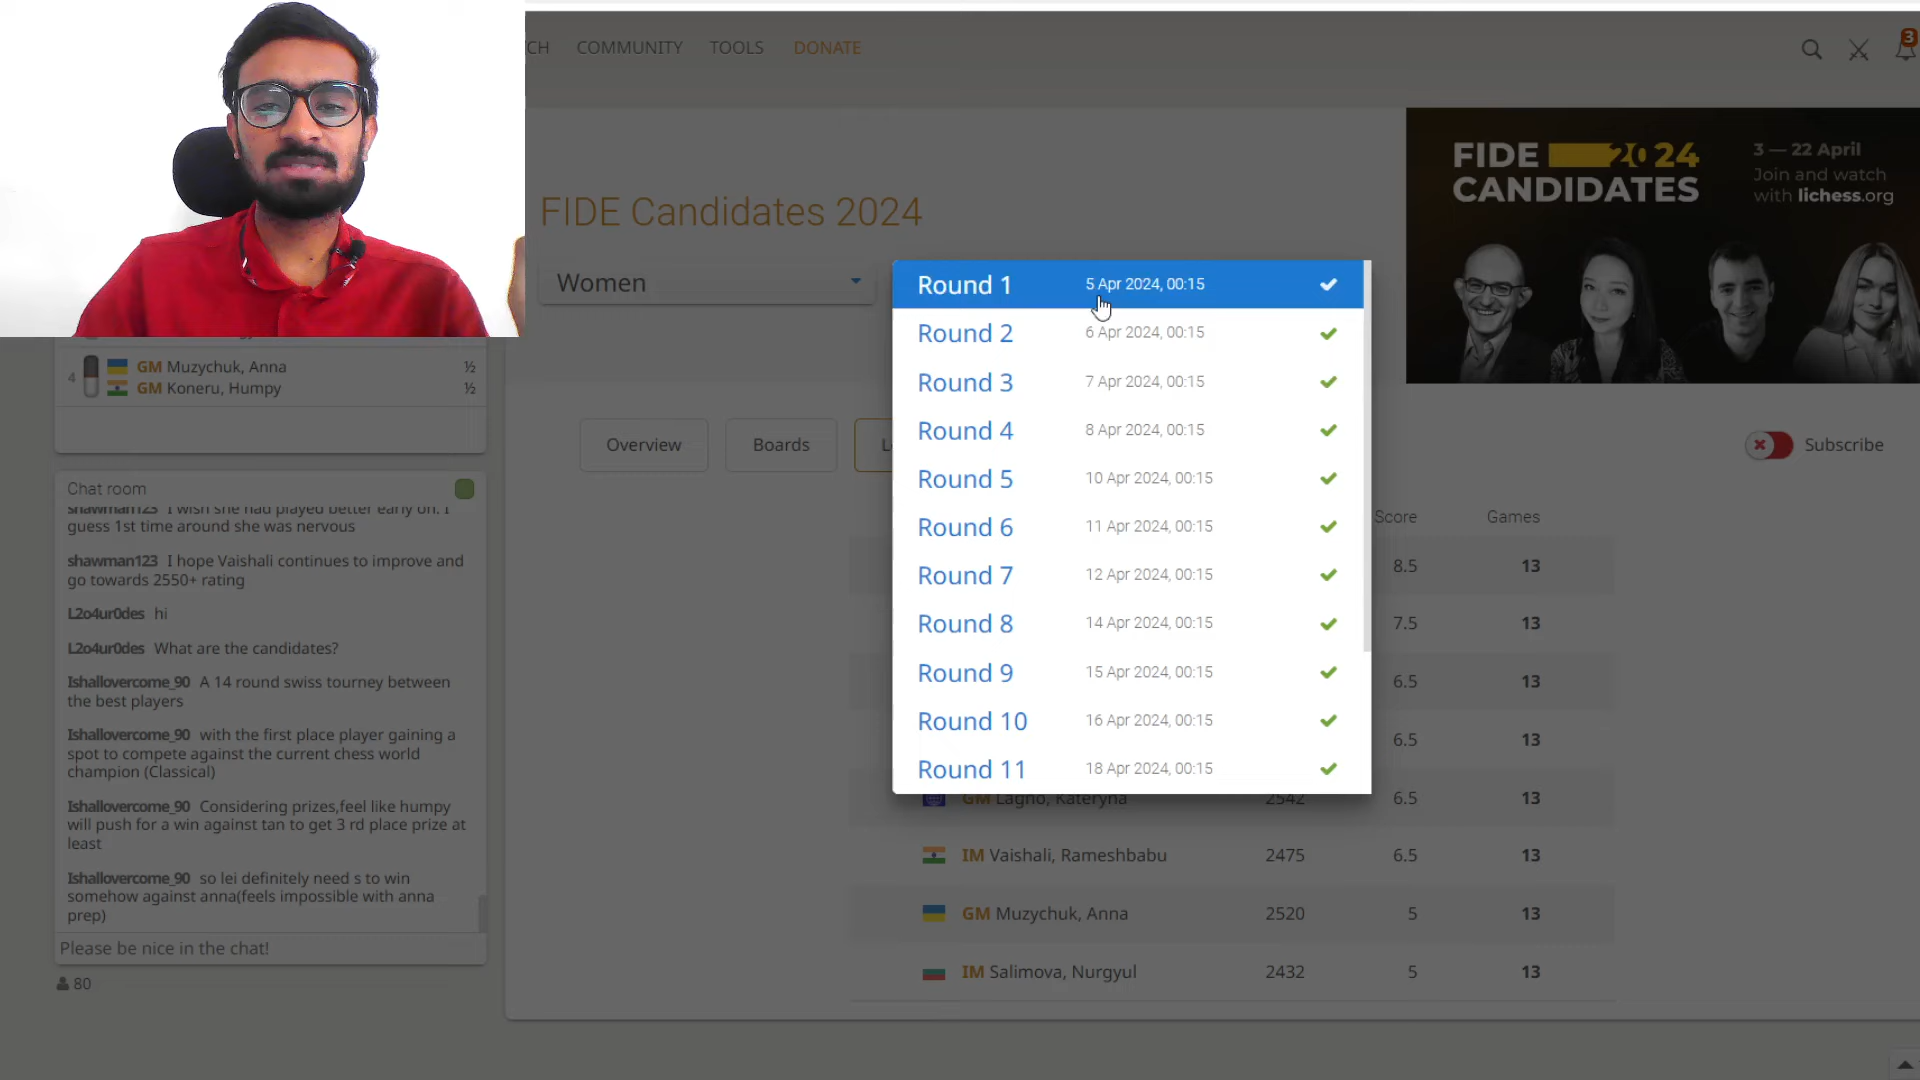 CH COMMUNITY TOOLS DONATE
3
FIDE 2024 CANDIDATES
3 — 22 April
Join and watch
with lichess.org
FIDE Candidates 2024
Women
Round 1 5 Apr 2024, 00:15
Round 2 6 Apr 2024, 00:15
Round 3 7 Apr 2024, 00:15
Round 4 8 Apr 2024, 00:15
Round 5 10 Apr 2024, 00:15
Round 6 11 Apr 2024, 00:15
Round 7 12 Apr 2024, 00:15
Round 8 14 Apr 2024, 00:15
Round 9 15 Apr 2024, 00:15
Round 10 16 Apr 2024, 00:15
Round 11 18 Apr 2024, 00:15
4 GM Muzychuk, Anna ½
GM Koneru, Humpy ½
Overview Boards L Subscribe
Score Games
8.5 13
7.5 13
6.5 13
6.5 13
GM Lagno, Kateryna 2542 6.5 13
IM Vaishali, Rameshbabu 2475 6.5 13
GM Muzychuk, Anna 2520 5 13
IM Salimova, Nurgyul 2432 5 13
Chat room
shawman123 I wish she had played better early on. I
guess 1st time around she was nervous
shawman123 I hope Vaishali continues to improve and
go towards 2550+ rating
L2o4ur0des hi
L2o4ur0des What are the candidates?
Ishallovercome_90 A 14 round swiss tourney between
the best players
Ishallovercome_90 with the first place player gaining a
spot to compete against the current chess world
champion (Classical)
Ishallovercome_90 Considering prizes,feel like humpy
will push for a win against tan to get 3 rd place prize at
least
Ishallovercome_90 so lei definitely need s to win
somehow against anna(feels impossible with anna
prep)
Please be nice in the chat!
80